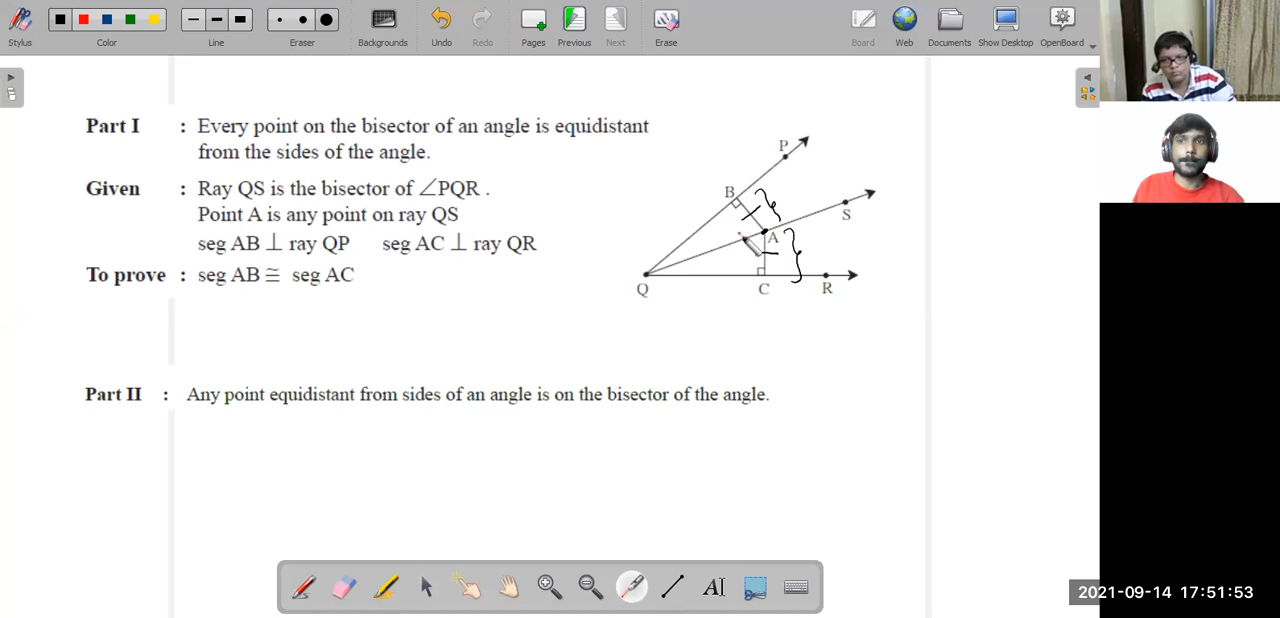 Stylus
Color
Line
Eraser
Backgrounds
Undo
Redo
Pages
Previous
Next
Erase
Board
Web
Documents
Show Desktop
OpenBoard
Part I : Every point on the bisector of an angle is equidistant
from the sides of the angle.
Given : Ray QS is the bisector of ∠PQR .
Point A is any point on ray QS
seg AB ⊥ ray QP seg AC ⊥ ray QR
To prove : seg AB ≅ seg AC
P
B
S
A
Q
C
R
Part II : Any point equidistant from sides of an angle is on the bisector of the angle.
2021-09-14 17:51:53